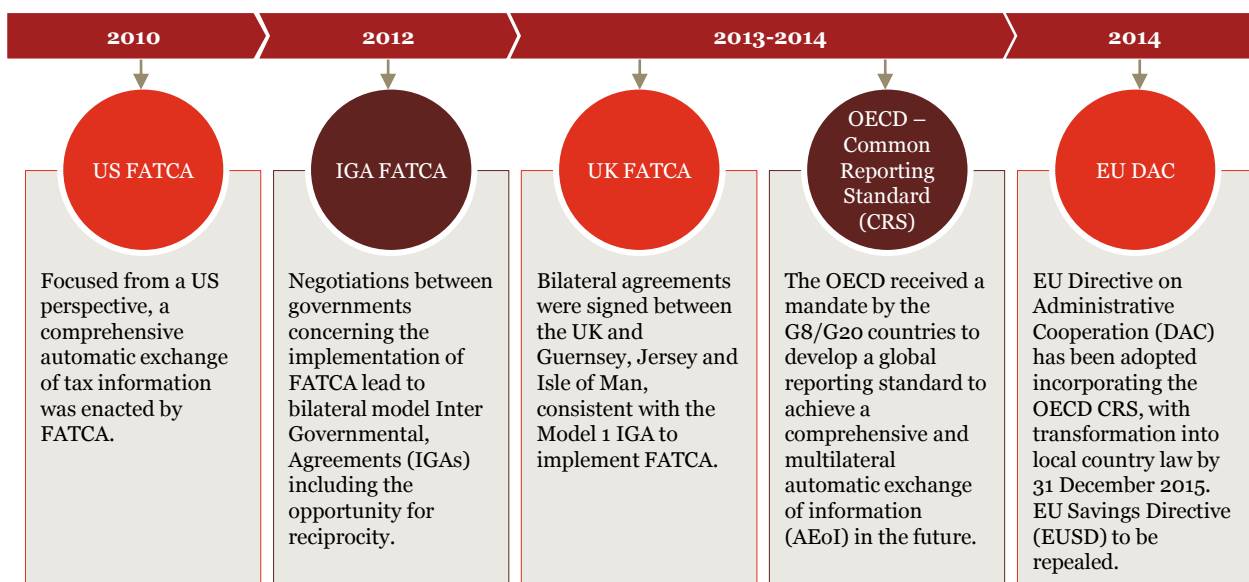 2010
2012
2013-2014
2014
US FATCA
Focused from a US
perspective, a
comprehensive
automatic exchange
of tax information
was enacted by
FATCA.
IGA FATCA
Negotiations between
governments
concerning the
implementation of
FATCA lead to
bilateral model Inter
Governmental,
Agreements (IGAs)
including the
opportunity for
reciprocity.
UK FATCA
Bilateral agreements
were signed between
the UK and
Guernsey, Jersey and
Isle of Man,
consistent with the
Model 1 IGA to
implement FATCA.
OECD –
Common
Reporting
Standard
(CRS)
The OECD received a
mandate by the
G8/G20 countries to
develop a global
reporting standard to
achieve a
comprehensive and
multilateral
automatic exchange
of information
(AEoI) in the future.
EU DAC
EU Directive on
Administrative
Cooperation (DAC)
has been adopted
incorporating the
OECD CRS, with
transformation into
local country law by
31 December 2015.
EU Savings Directive
(EUSD) to be
repealed.